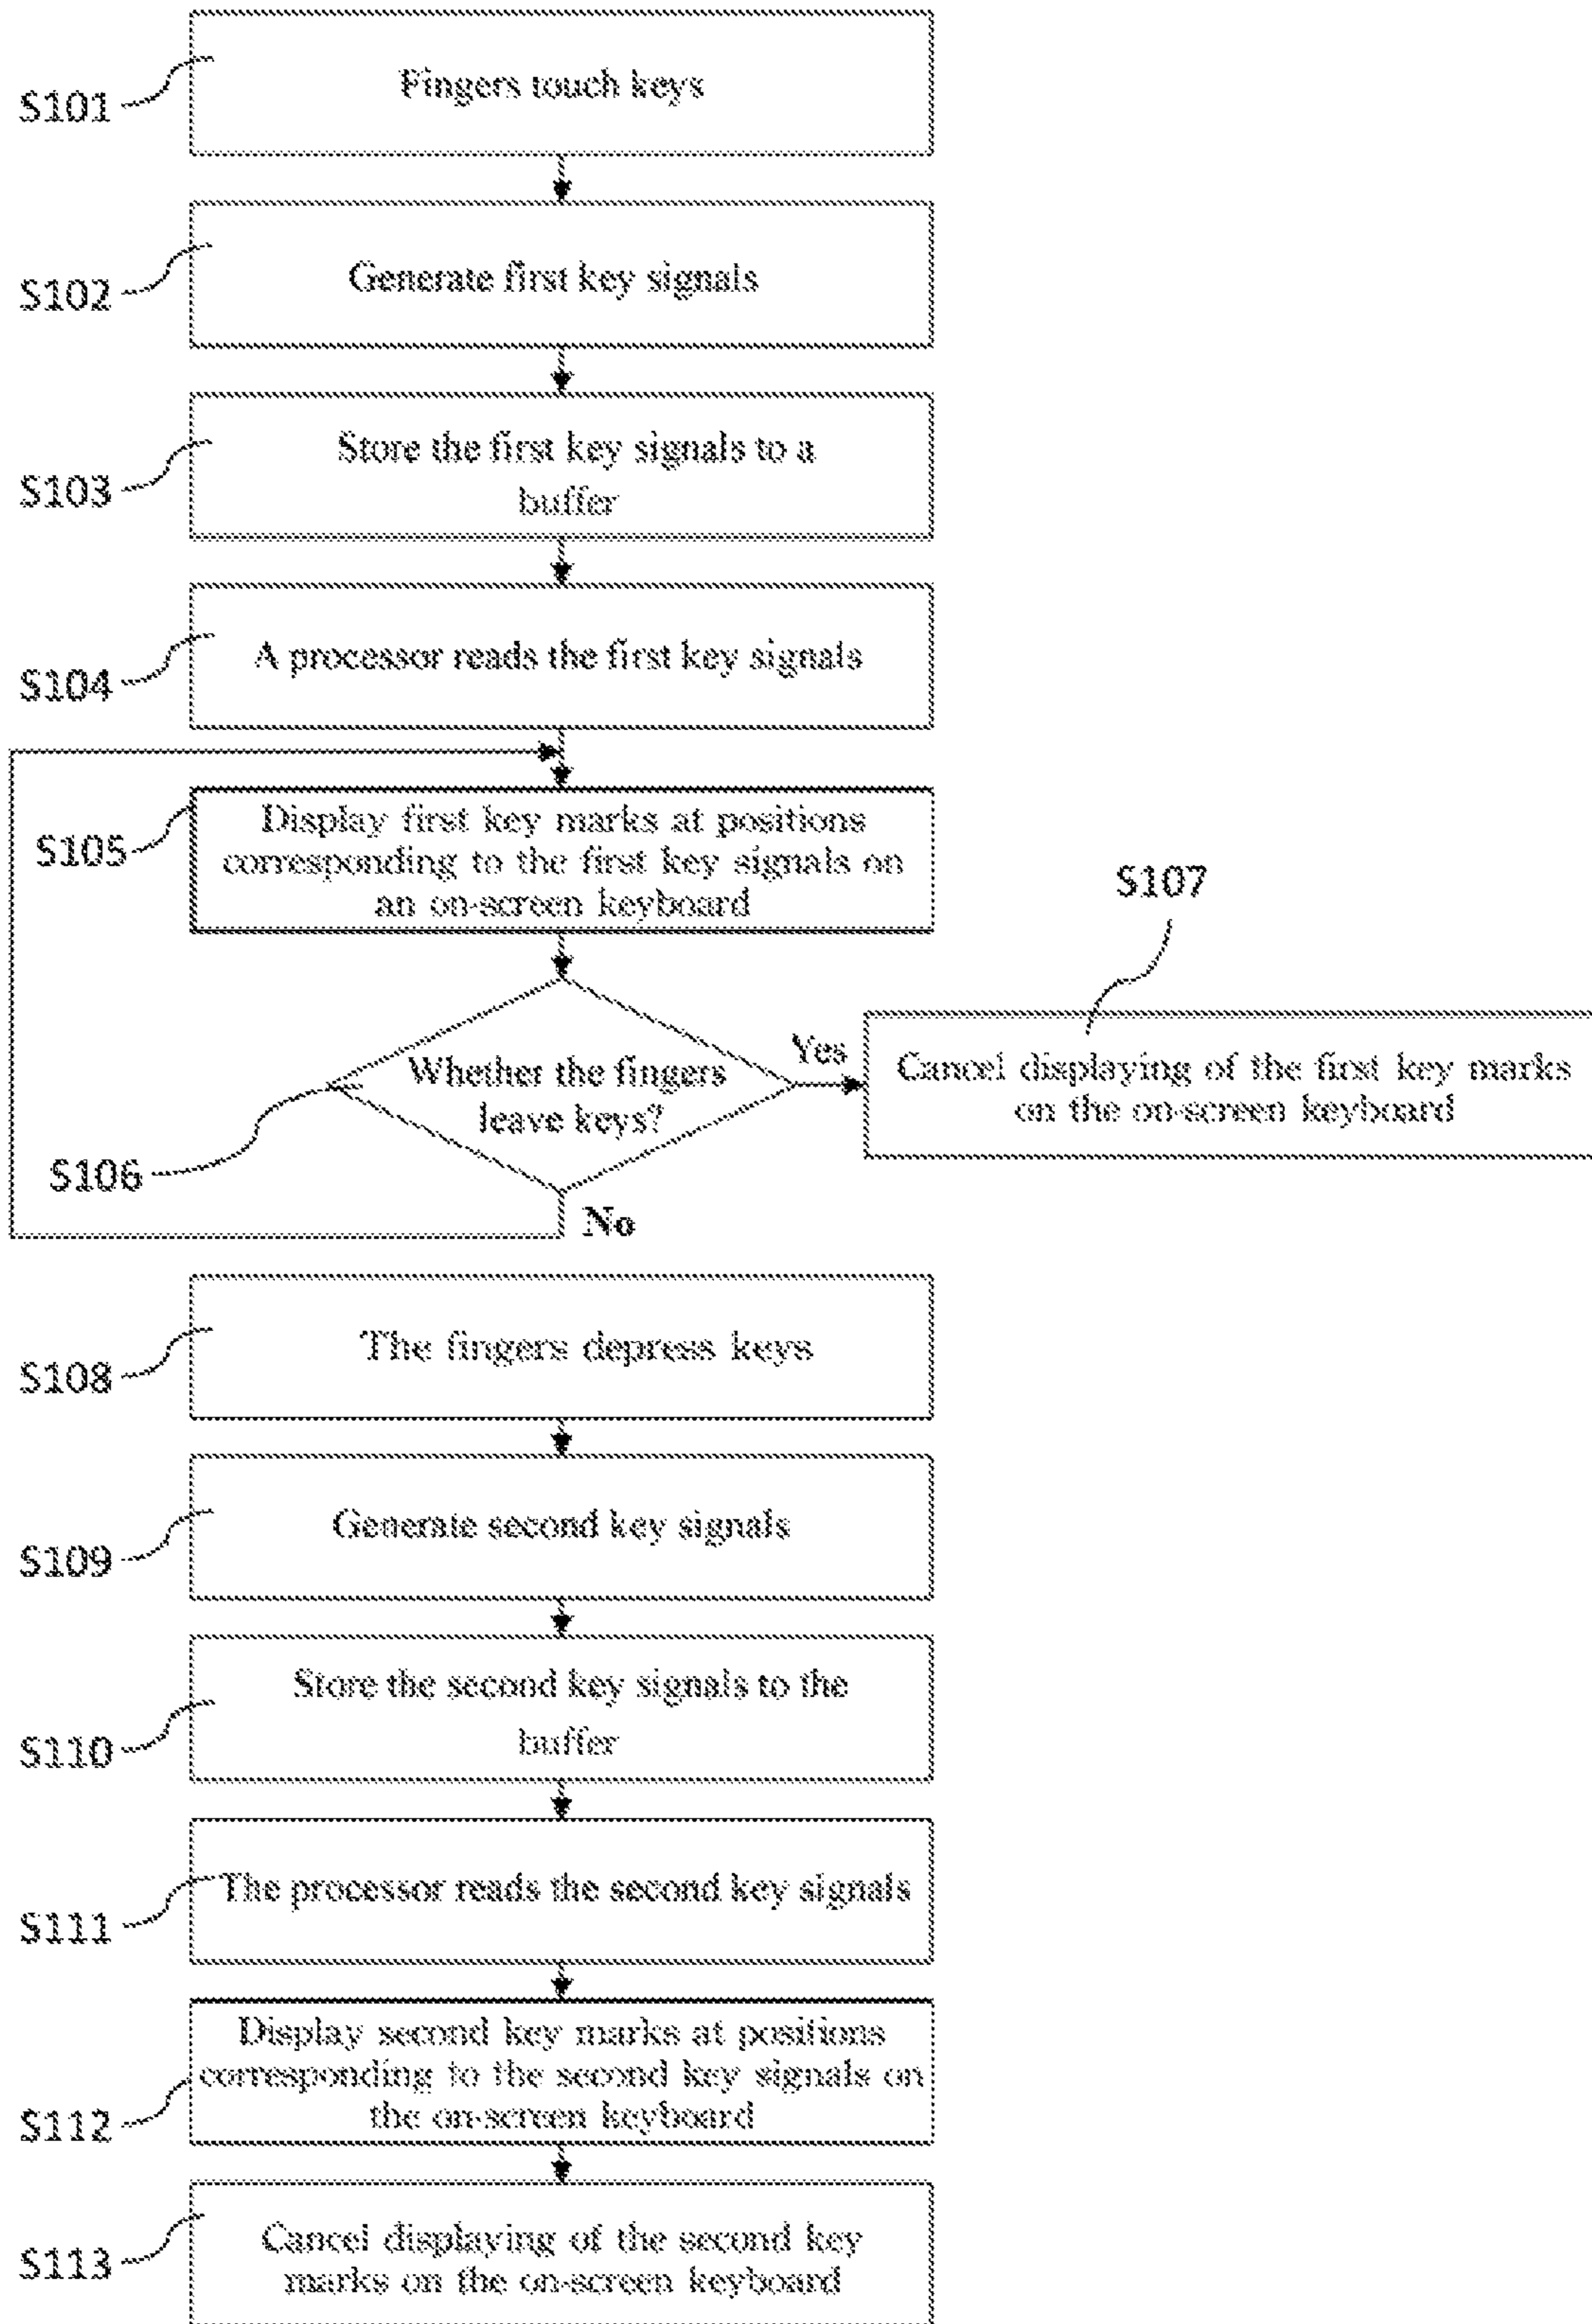 Fingers touch keys
S101
Generate first key signals
S102
Store the first key signals to a
buffer
S103
A processor reads the first key signals
S104
Display first key marks at positions
corresponding to the first key signals on
an on-screen keyboard
S105
S107
Whether the fingers
leave keys?
Yes
Cancel displaying of the first key marks
on the on-screen keyboard
S106
No
The fingers depress keys
S108
Generate second key signals
S109
Store the second key signals to the
buffer
S110
The processor reads the second key signals
S111
Display second key marks at positions
corresponding to the second key signals on
the on-screen keyboard
S112
Cancel displaying of the second key
marks on the on-screen keyboard
S113